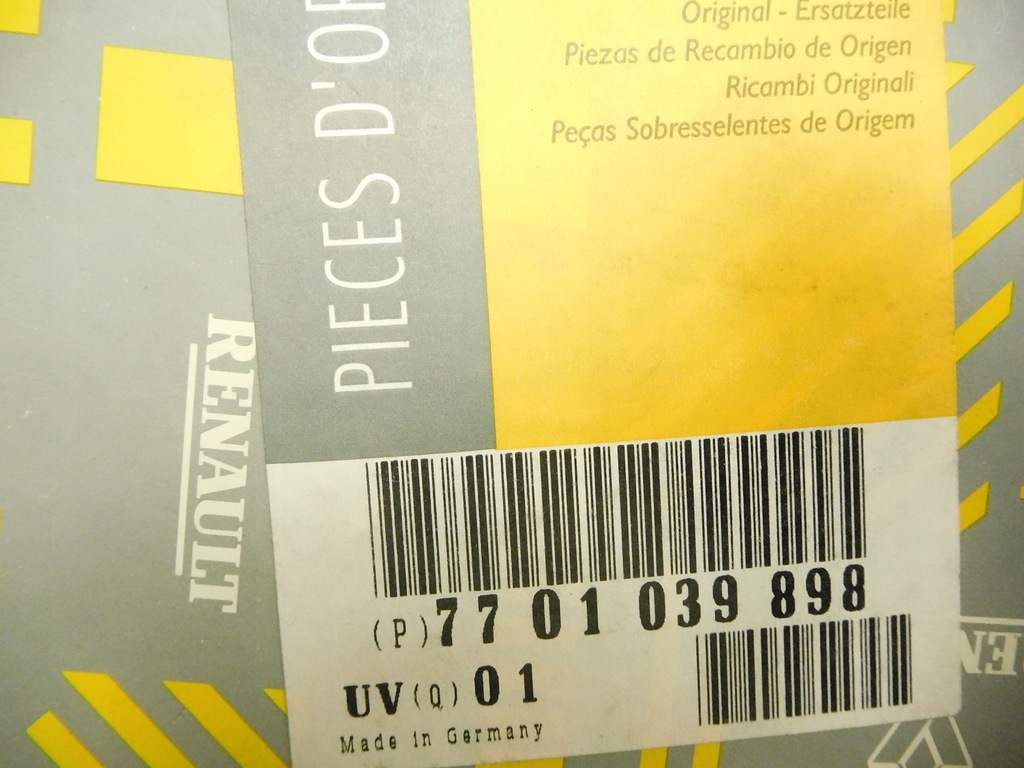 Original - Ersatzteile
Piezas de Recambio de Origen
Ricambi Originali
Peças Sobresselentes de Origem
PIECES D'OR
RENAULT
(P) 77 01 039 898
UV (Q) 01
Made in Germany